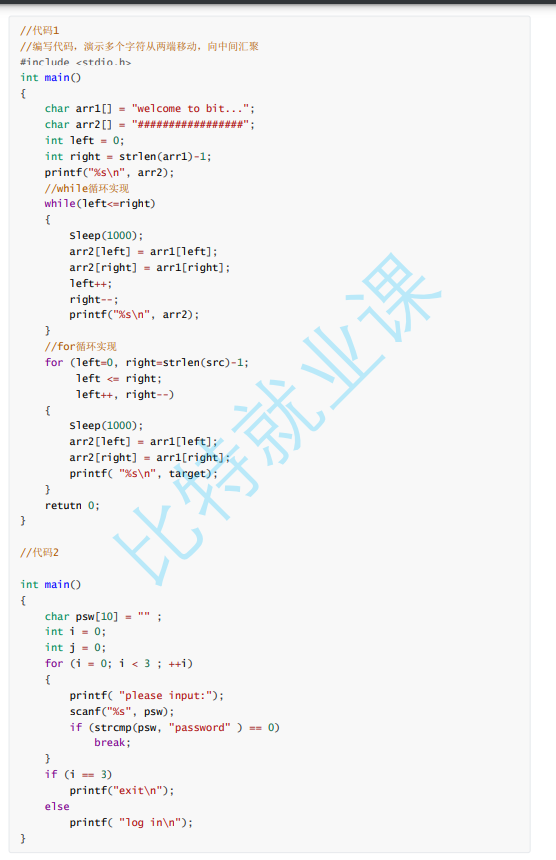 //代码1
//编写代码，演示多个字符从两端移动，向中间汇聚
#include <stdio.h>
int main()
{
    char arr1[] = "welcome to bit...";
    char arr2[] = "#################";
    int left = 0;
    int right = strlen(arr1)-1;
    printf("%s\n", arr2);
    //while循环实现
    while(left<=right)
    {
        Sleep(1000);
        arr2[left] = arr1[left];
        arr2[right] = arr1[right];
        left++;
        right--;
        printf("%s\n", arr2);
    }
    //for循环实现
    for (left=0, right=strlen(src)-1;
         left <= right;
         left++, right--)
    {
        Sleep(1000);
        arr2[left] = arr1[left];
        arr2[right] = arr1[right];
        printf( "%s\n", target);
    }
    retutn 0;
}
//代码2
int main()
{
    char psw[10] = "" ;
    int i = 0;
    int j = 0;
    for (i = 0; i < 3 ; ++i)
    {
        printf( "please input:");
        scanf("%s", psw);
        if (strcmp(psw, "password" ) == 0)
            break;
    }
    if (i == 3)
        printf("exit\n");
    else
        printf( "log in\n");
}
比特就业课